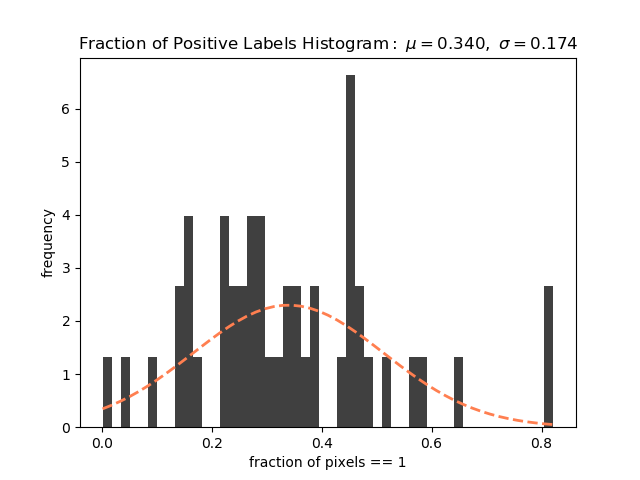 Fraction of Positive Labels Histogram: μ = 0.340, σ = 0.174
frequency
6
5
4
3
2
1
0
0.0 0.2 0.4 0.6 0.8
fraction of pixels == 1